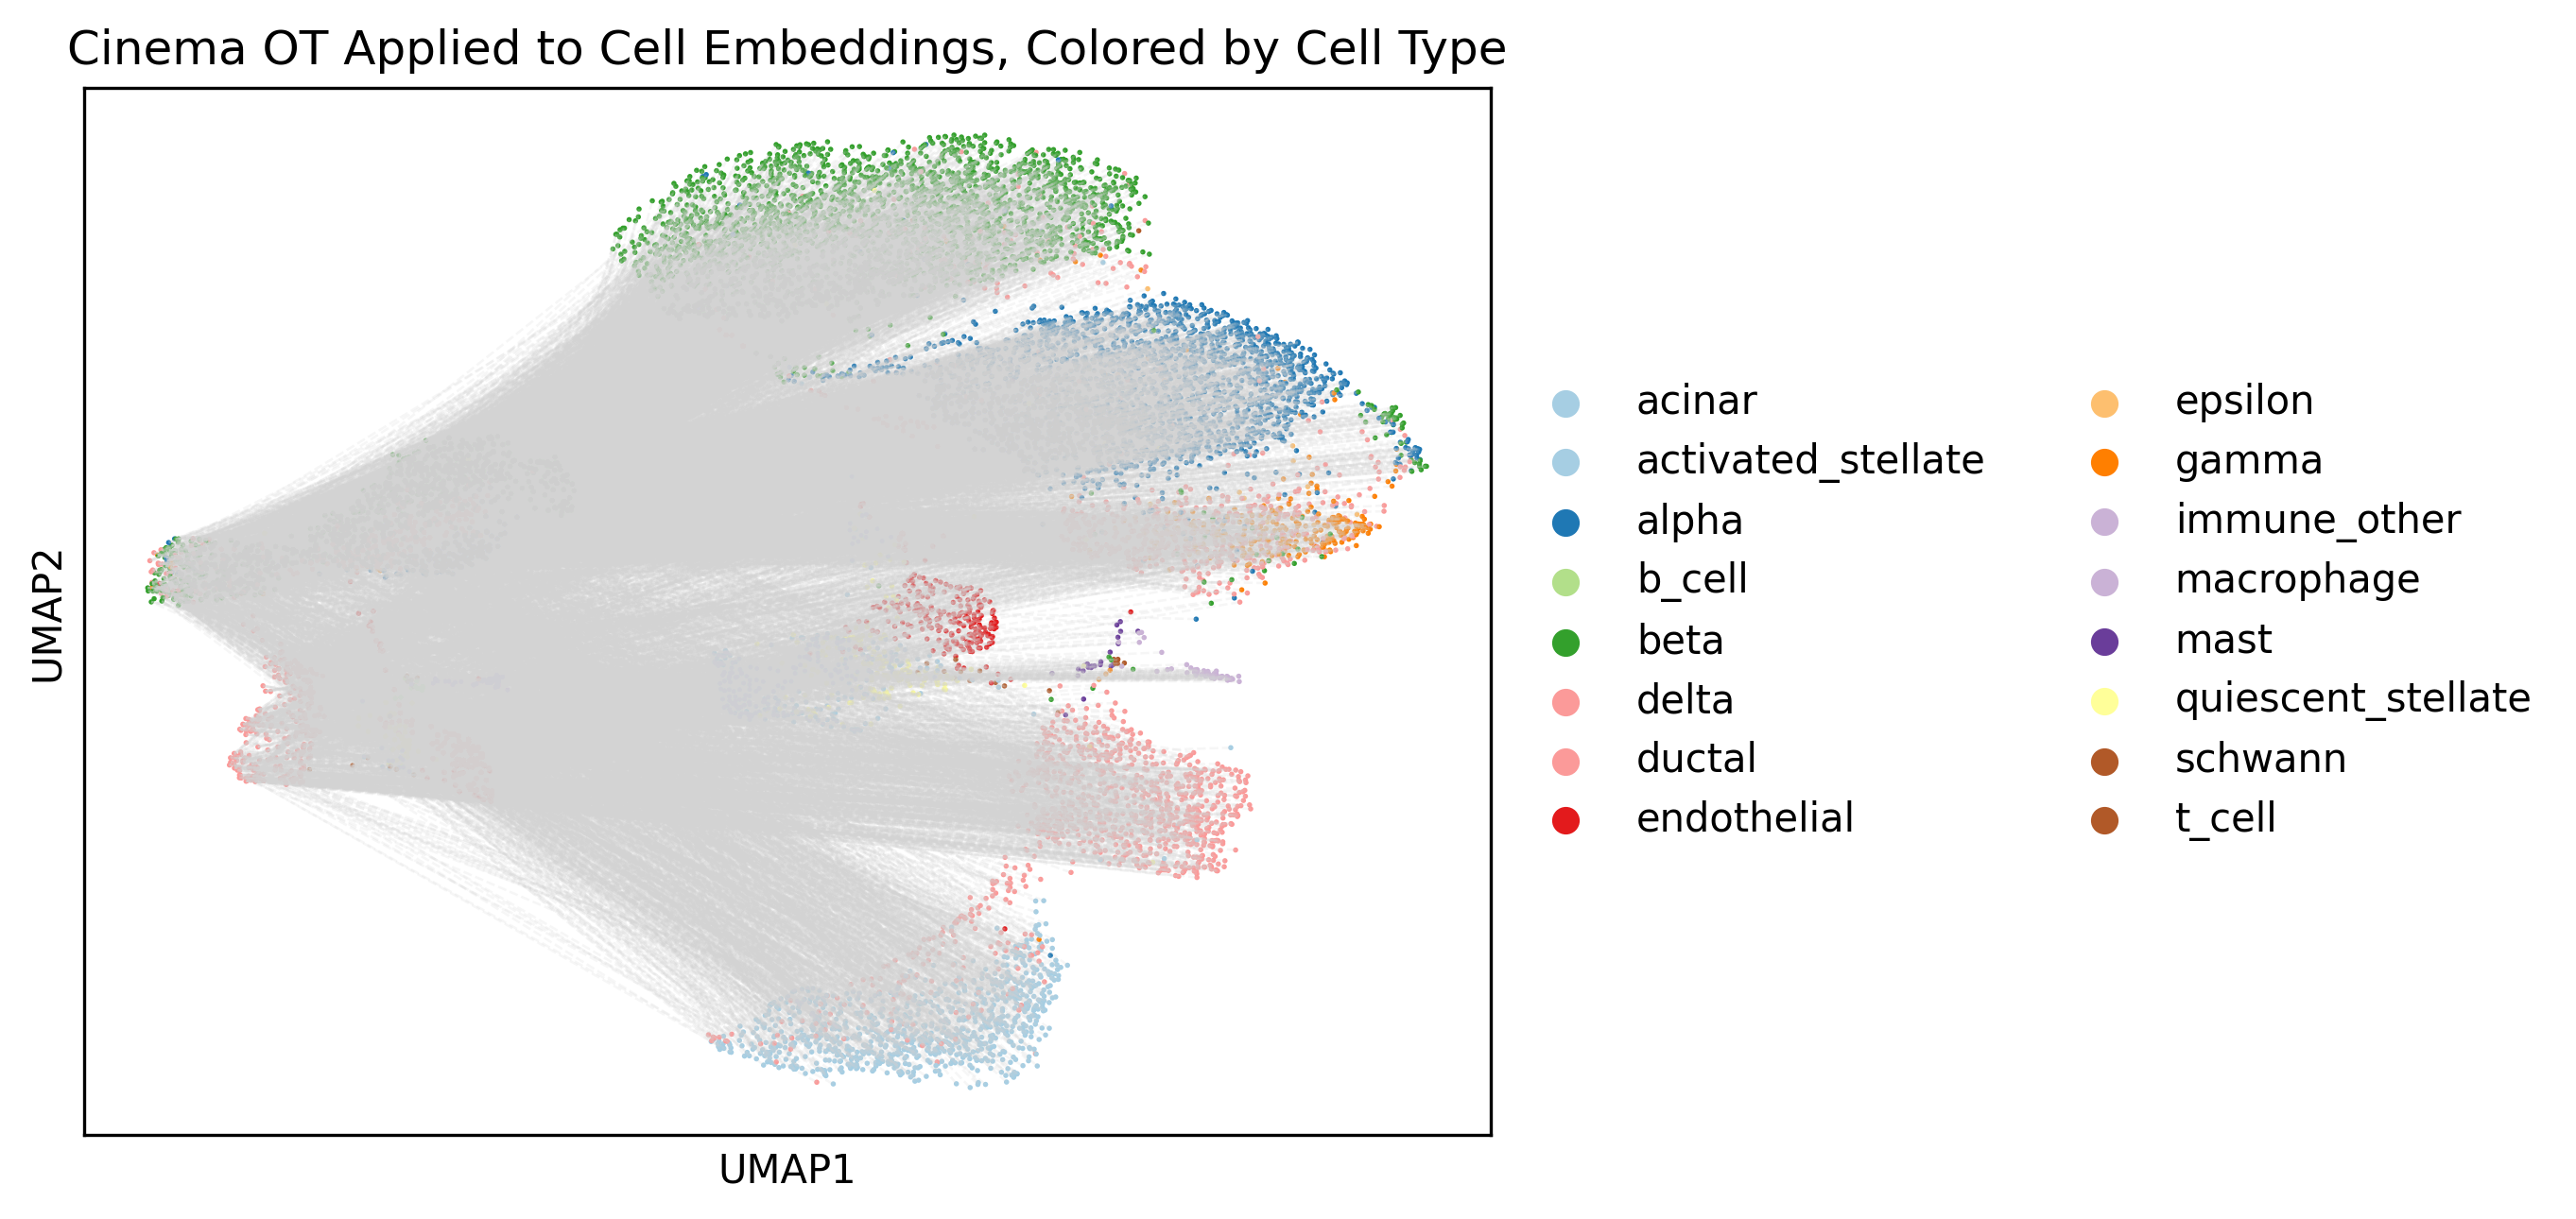 Cinema OT Applied to Cell Embeddings, Colored by Cell Type
UMAP2
UMAP1
acinar
activated_stellate
alpha
b_cell
beta
delta
ductal
endothelial
epsilon
gamma
immune_other
macrophage
mast
quiescent_stellate
schwann
t_cell